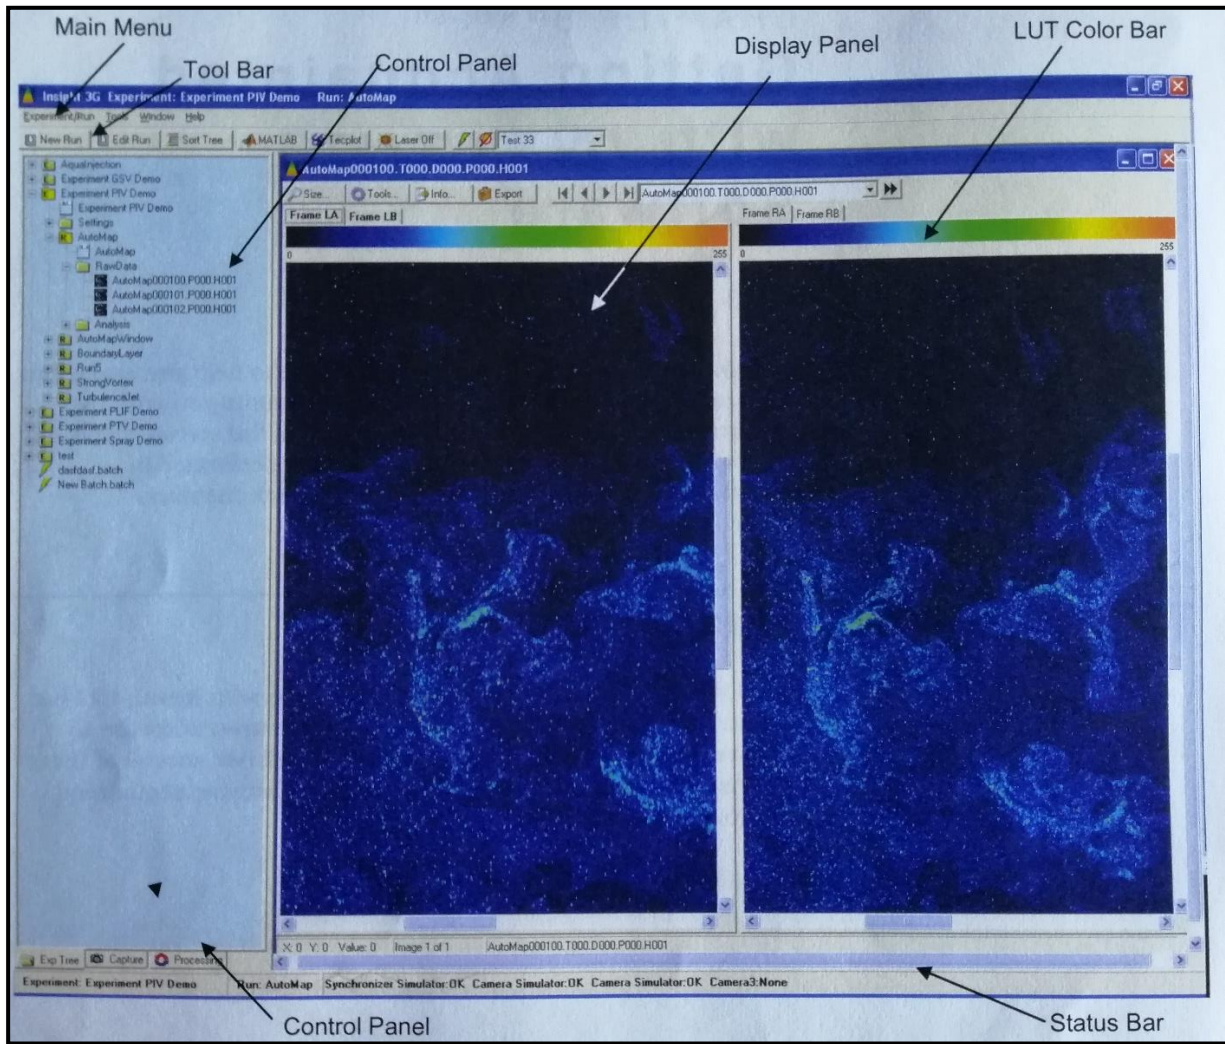 Main Menu
Tool Bar
Control Panel
Display Panel
LUT Color Bar
Insight 3G Experiment: Experiment PIV Demo Run: AutoMap
Experiment/Run Tools Window Help
New Run Edit Run Sort Tree MATLAB Tecplot Laser Off Test 33
AquaInjection
Experiment GSV Demo
Experiment PIV Demo
Experiment PIV Demo
Settings
AutoMap
AutoMap
RawData
AutoMap000100.P000.H001
AutoMap000101.P000.H001
AutoMap000102.P000.H001
Analysis
AutoMapWindow
BoundaryLayer
Run5
StrongVortex
TurbulenceJet
Experiment PLIF Demo
Experiment PTV Demo
Experiment Spray Demo
test
dasfdasf.batch
New Batch.batch
AutoMap000100.T000.D000.P000.H001
Size... Tools... Info... Export AutoMap000100.T000.D000.P000.H001
Frame LA Frame LB
Frame RA Frame RB
0 255
0 255
X: 0 Y: 0 Value: 0 Image 1 of 1 AutoMap000100.T000.D000.P000.H001
Exp Tree Capture Processing
Experiment: Experiment PIV Demo Run: AutoMap Synchronizer Simulator:OK Camera Simulator:OK Camera Simulator:OK Camera3:None
Control Panel
Status Bar